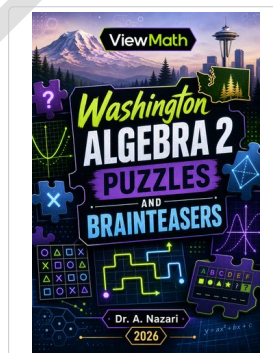 ViewMath
?
Washington
ALGEBRA 2
PUZZLES
AND
BRAINTEASERS
X
A B C D E F
Dr. A. Nazari
2026